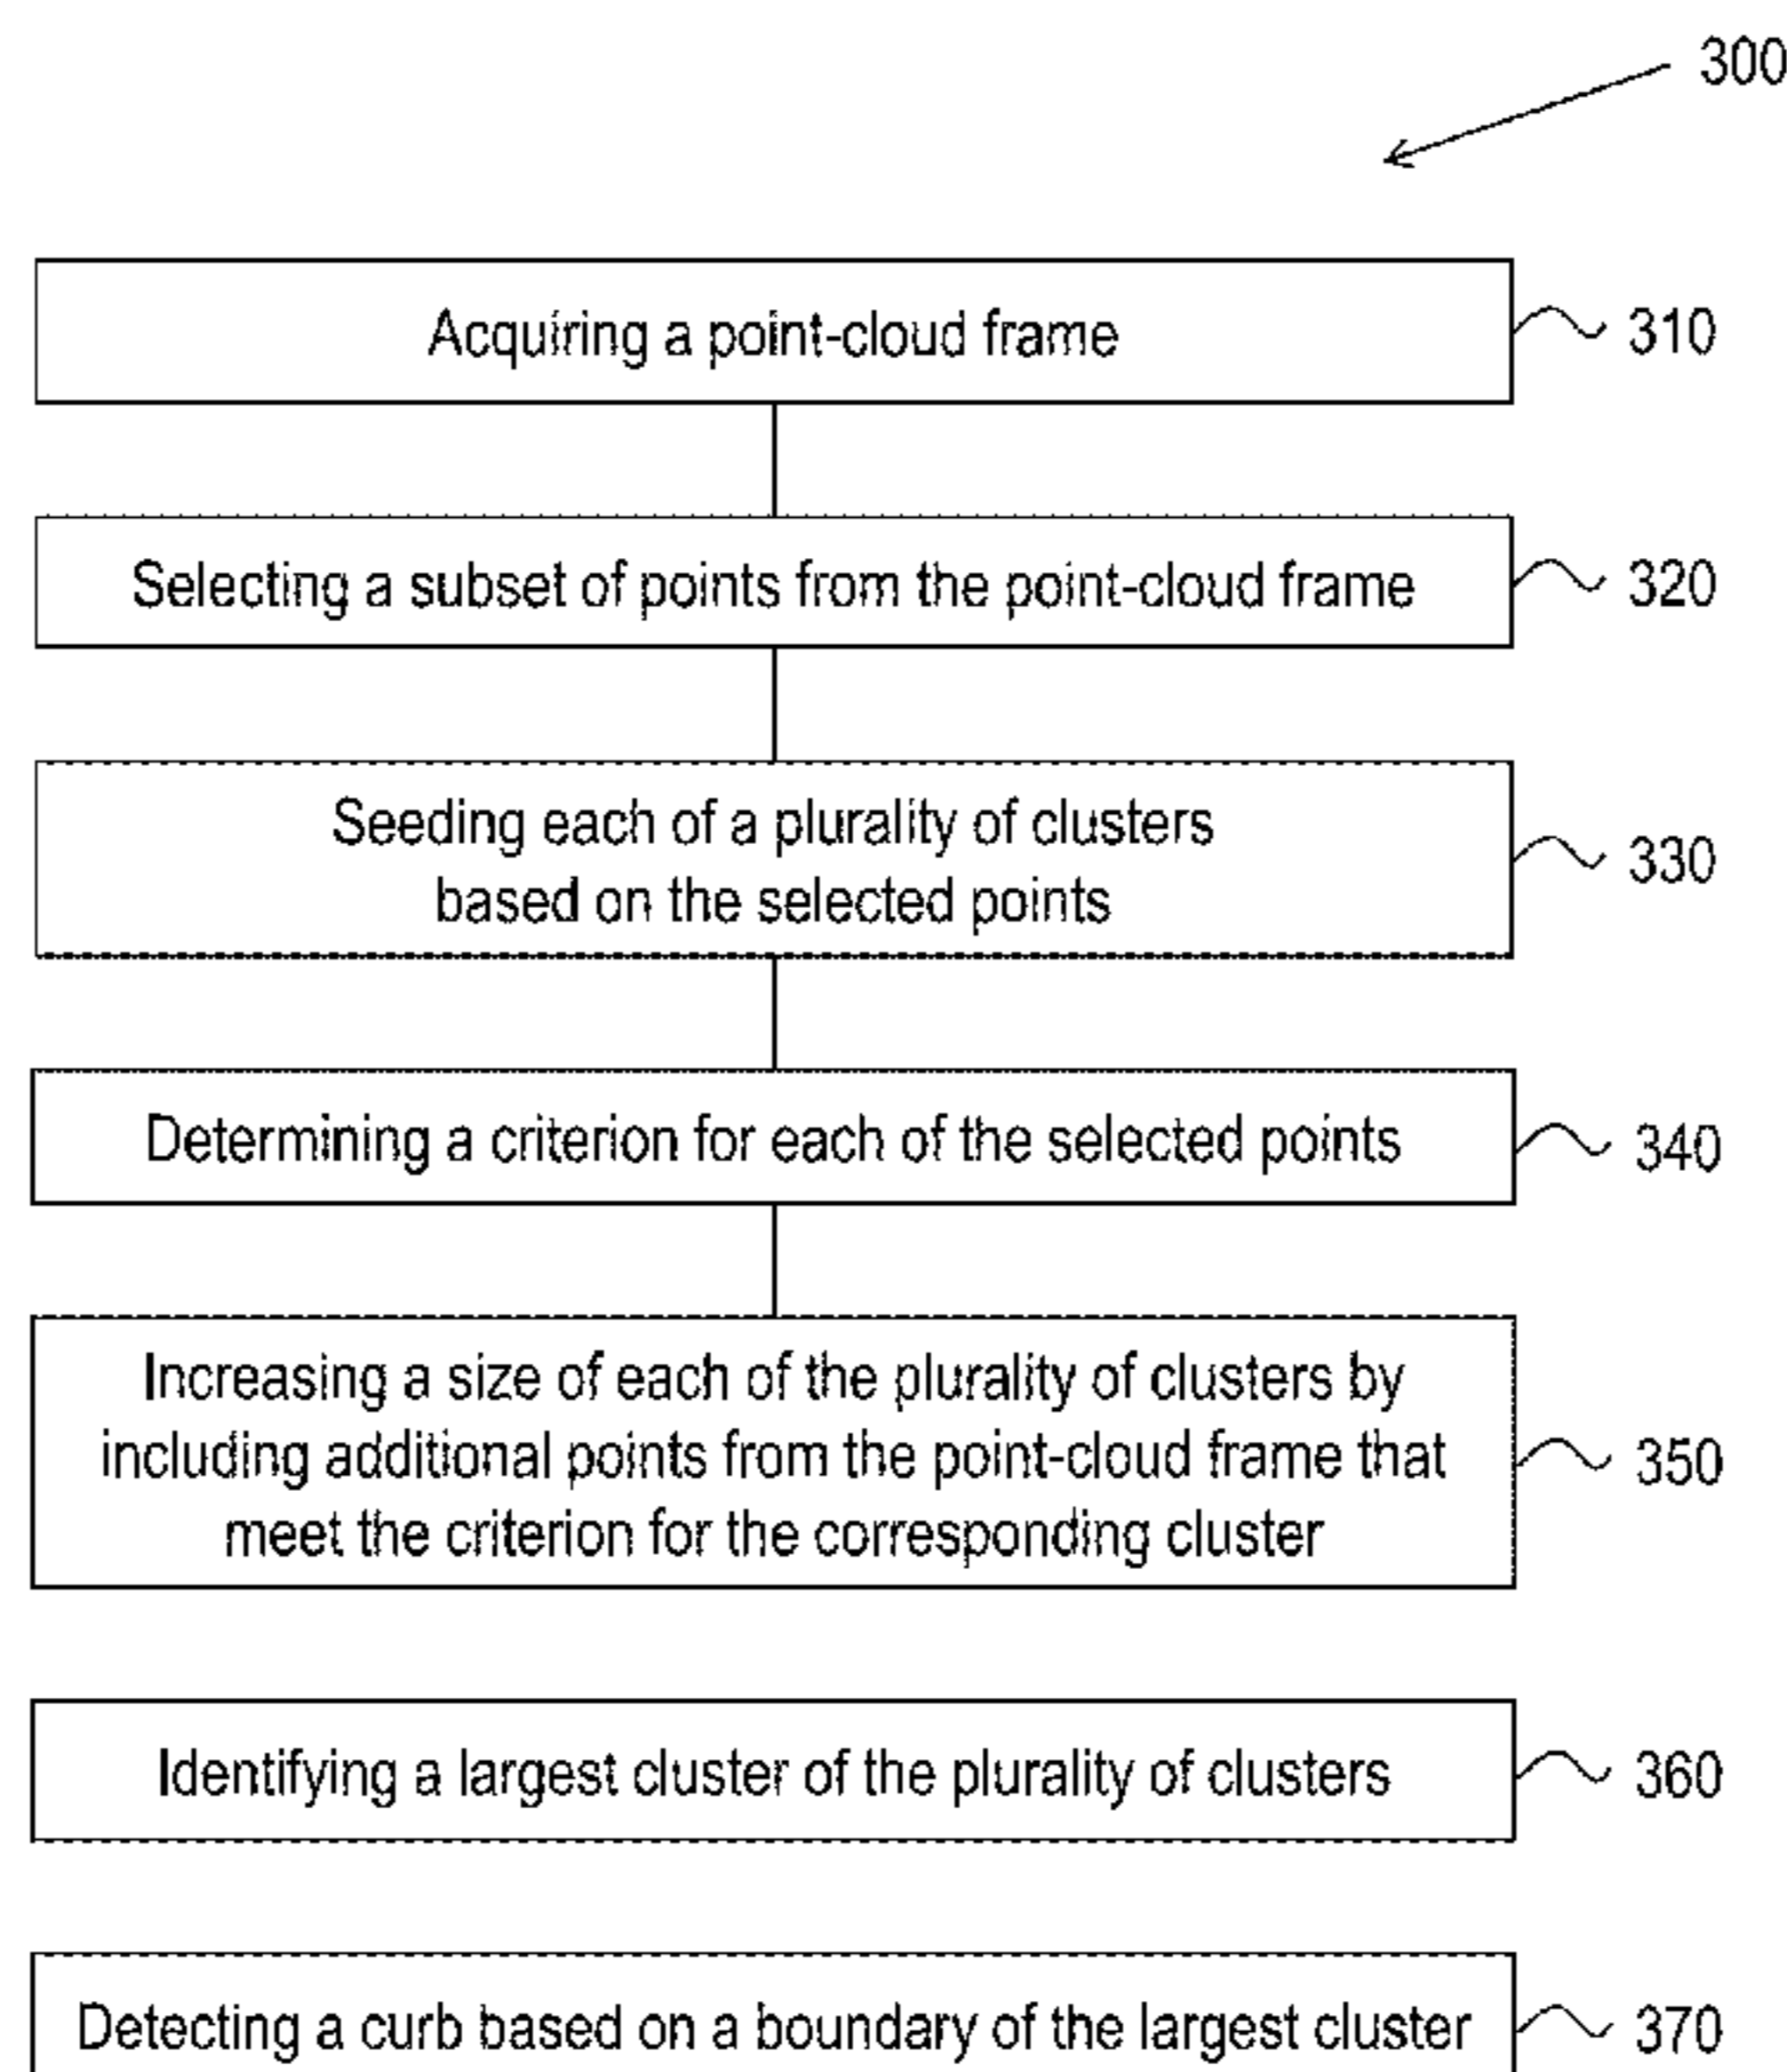 300
Acquiring a point-cloud frame
310
Selecting a subset of points from the point-cloud frame
320
Seeding each of a plurality of clusters
based on the selected points
330
Determining a criterion for each of the selected points
340
Increasing a size of each of the plurality of clusters by
including additional points from the point-cloud frame that
meet the criterion for the corresponding cluster
350
Identifying a largest cluster of the plurality of clusters
360
Detecting a curb based on a boundary of the largest cluster
370